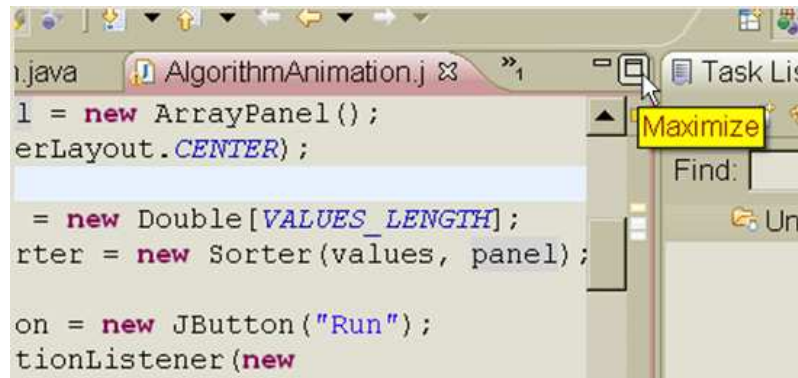 n.java AlgorithmAnimation.j »1 Task Lis
l = new ArrayPanel();
Maximize
erLayout.CENTER);
Find:
= new Double[VALUES_LENGTH];
Un
rter = new Sorter(values, panel);
on = new JButton("Run");
tionListener(new